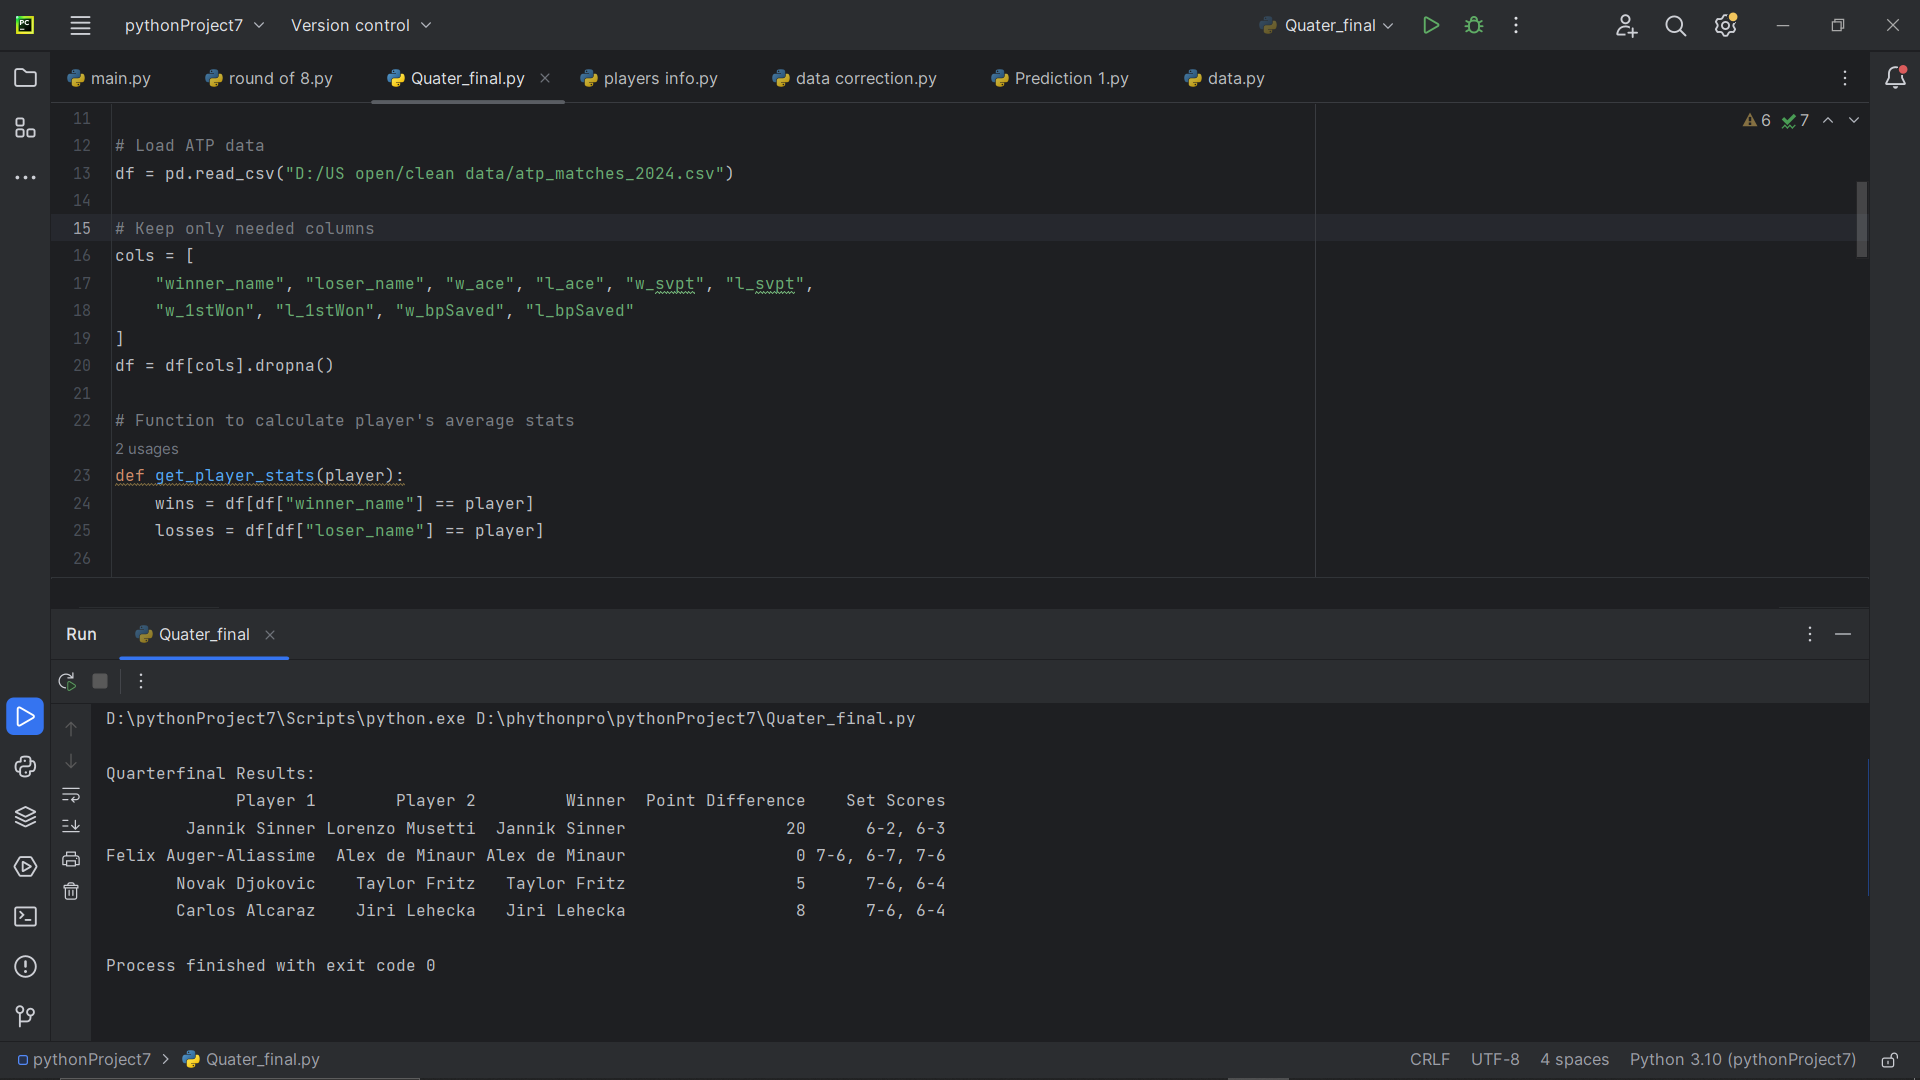 PC
pythonProject7 Version control Quater_final
main.py round of 8.py Quater_final.py players info.py data correction.py Prediction 1.py data.py
6 7
11
12 # Load ATP data
13 df = pd.read_csv("D:/US open/clean data/atp_matches_2024.csv")
14
15 # Keep only needed columns
16 cols = [
17 "winner_name", "loser_name", "w_ace", "l_ace", "w_svpt", "l_svpt",
18 "w_1stWon", "l_1stWon", "w_bpSaved", "l_bpSaved"
19 ]
20 df = df[cols].dropna()
21
22 # Function to calculate player's average stats
2 usages
23 def get_player_stats(player):
24 wins = df[df["winner_name"] == player]
25 losses = df[df["loser_name"] == player]
26
Run Quater_final
D:\pythonProject7\Scripts\python.exe D:\phythonpro\pythonProject7\Quater_final.py
Quarterfinal Results:
Player 1 Player 2 Winner Point Difference Set Scores
Jannik Sinner Lorenzo Musetti Jannik Sinner 20 6-2, 6-3
Felix Auger-Aliassime Alex de Minaur Alex de Minaur 0 7-6, 6-7, 7-6
Novak Djokovic Taylor Fritz Taylor Fritz 5 7-6, 6-4
Carlos Alcaraz Jiri Lehecka Jiri Lehecka 8 7-6, 6-4
Process finished with exit code 0
pythonProject7 > Quater_final.py CRLF UTF-8 4 spaces Python 3.10 (pythonProject7)